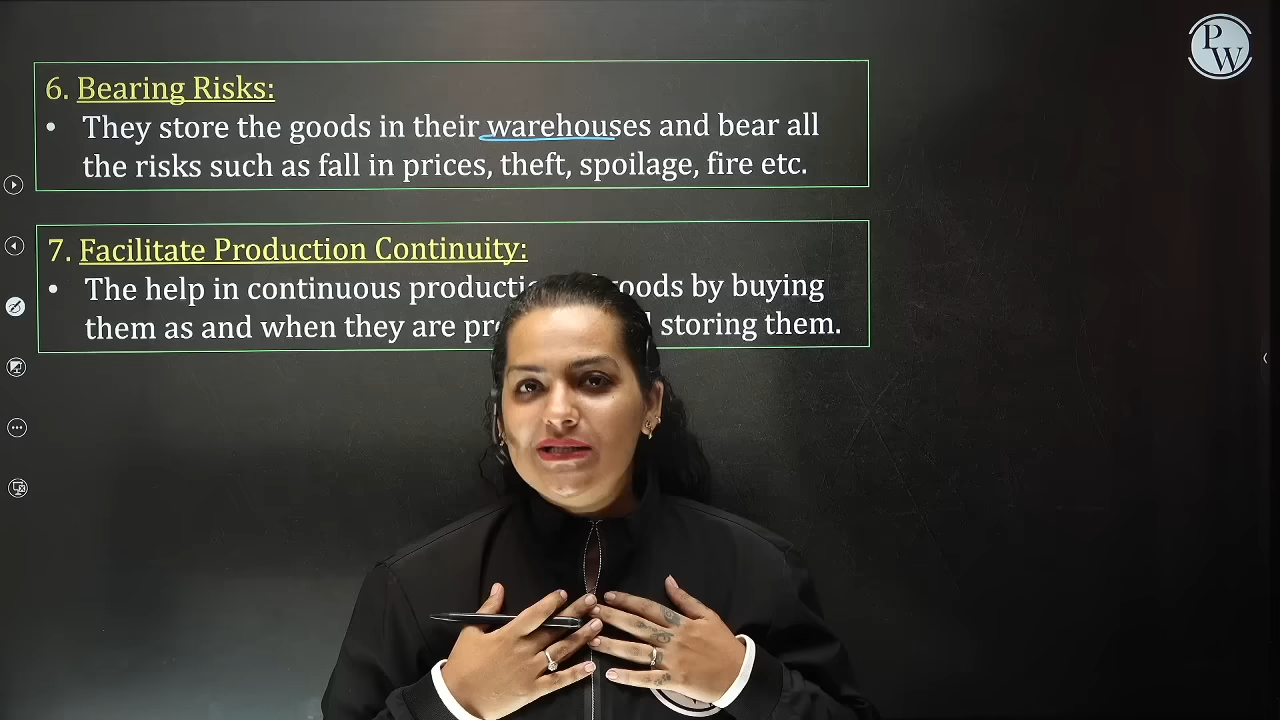 P
W
6. Bearing Risks:
• They store the goods in their warehouses and bear all
the risks such as fall in prices, theft, spoilage, fire etc.
7. Facilitate Production Continuity:
• The help in continuous goods by buying
them as and when they are storing them.